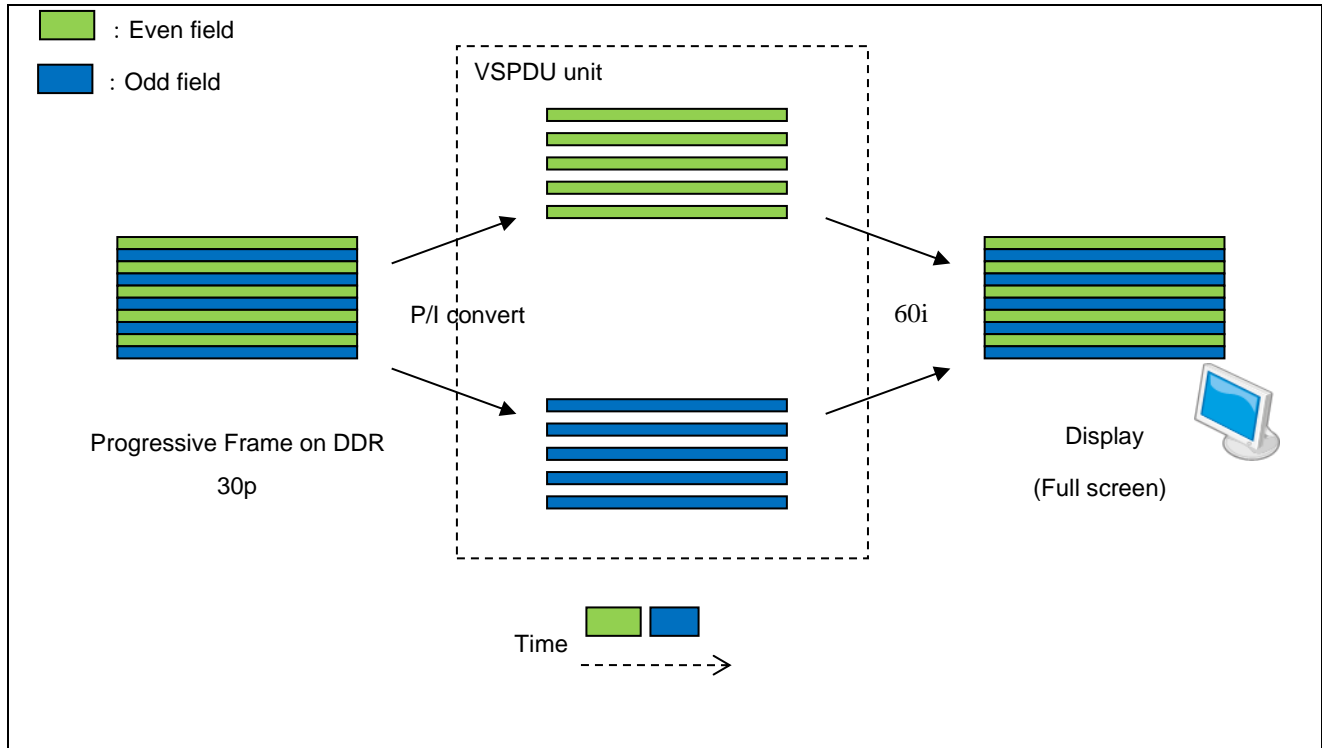 : Even field
: Odd field
VSPDU unit
P/I convert
60i
Progressive Frame on DDR
30p
Display
(Full screen)
Time